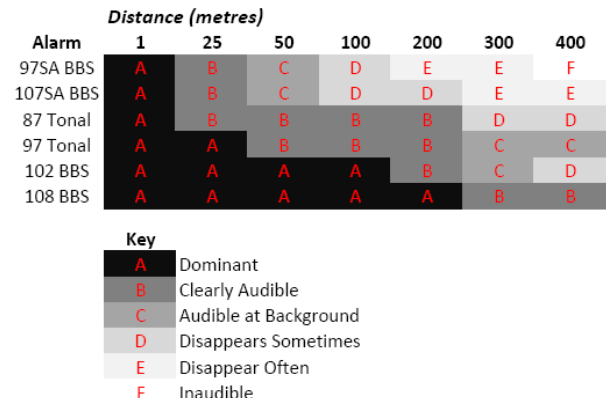 Distance (metres)
Alarm 1 25 50 100 200 300 400
97SA BBS A B C D E E F
107SA BBS A B C D D E E
87 Tonal A B B B B D D
97 Tonal A A B B B C C
102 BBS A A A A B C D
108 BBS A A A A A B B
Key
A Dominant
B Clearly Audible
C Audible at Background
D Disappears Sometimes
E Disappear Often
F Inaudible